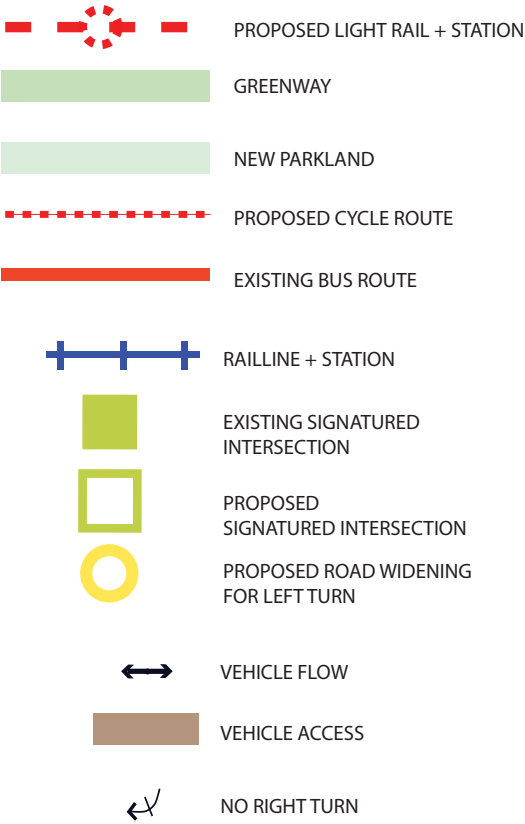 PROPOSED LIGHT RAIL + STATION
GREENWAY
NEW PARKLAND
PROPOSED CYCLE ROUTE
EXISTING BUS ROUTE
RAILLINE + STATION
EXISTING SIGNATURED
INTERSECTION
PROPOSED
SIGNATURED INTERSECTION
PROPOSED ROAD WIDENING
FOR LEFT TURN
VEHICLE FLOW
VEHICLE ACCESS
NO RIGHT TURN